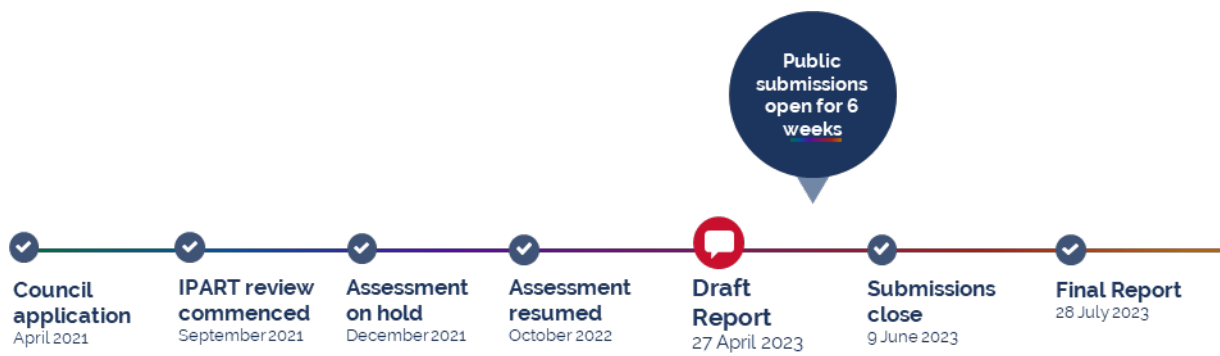 Public
submissions
open for 6
weeks
Council
application
April 2021
IPART review
commenced
September 2021
Assessment
on hold
December 2021
Assessment
resumed
October 2022
Draft
Report
27 April 2023
Submissions
close
9 June 2023
Final Report
28 July 2023